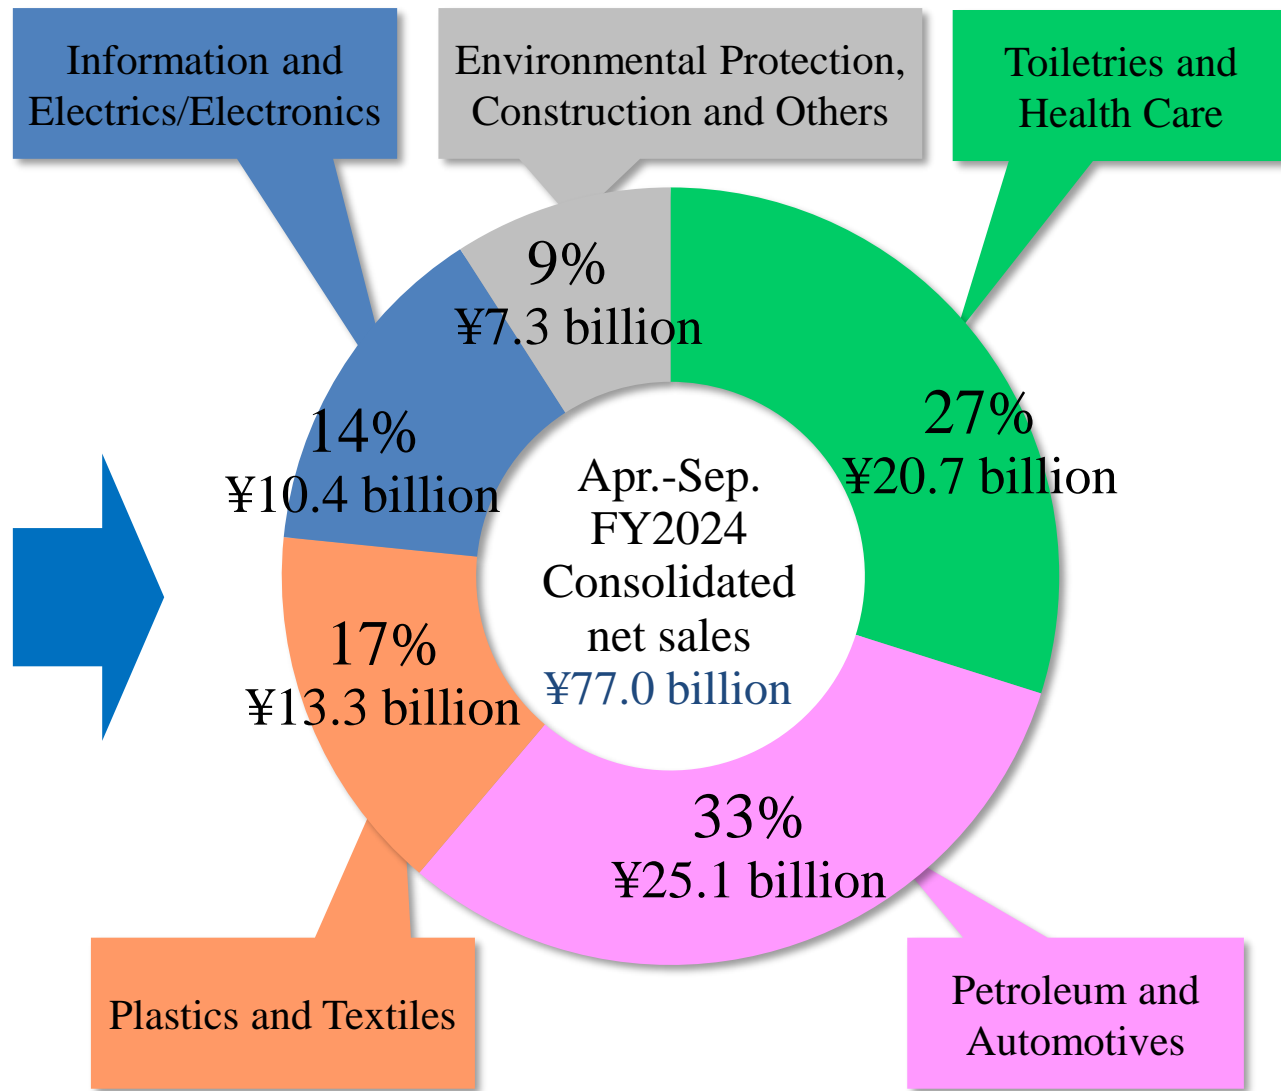 Information and
Electrics/Electronics
Environmental Protection,
Construction and Others
Toiletries and
Health Care
9%
¥7.3 billion
27%
¥20.7 billion
14%
¥10.4 billion
Apr.-Sep.
FY2024
Consolidated
net sales
¥77.0 billion
17%
¥13.3 billion
33%
¥25.1 billion
Plastics and Textiles
Petroleum and
Automotives